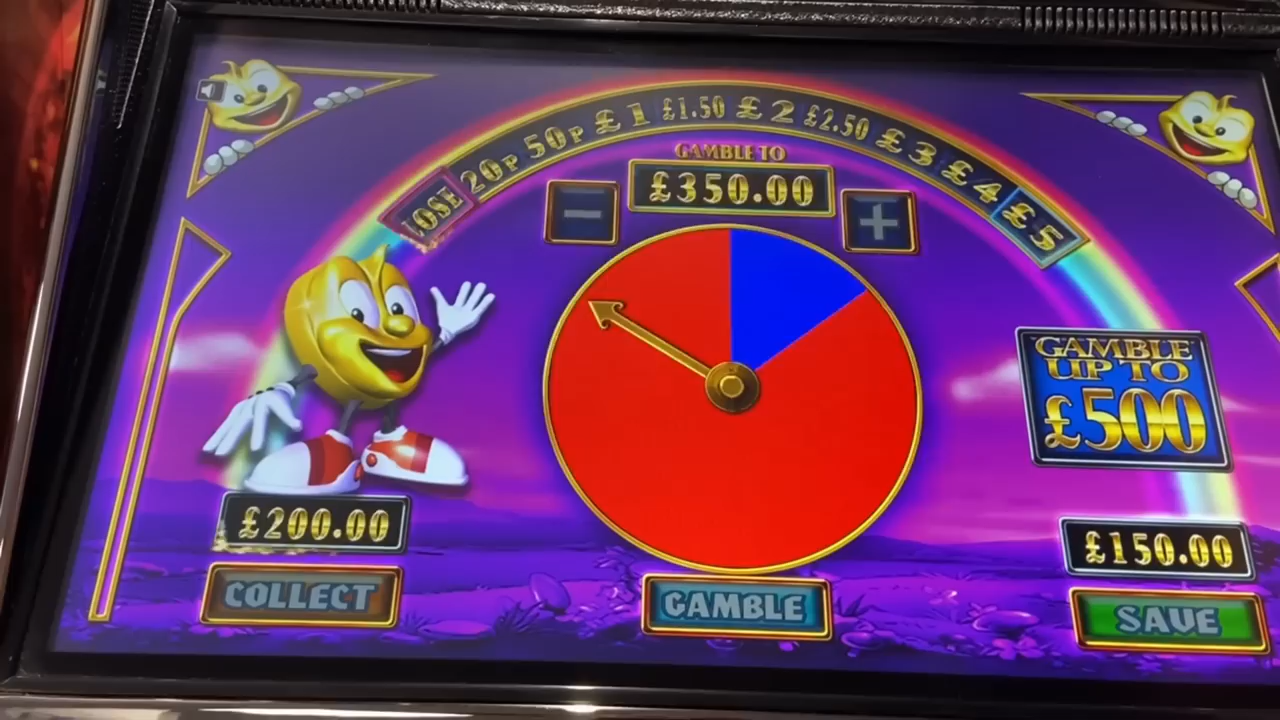 LOSE 20P 50P £1 £1.50 £2 £2.50 £3 £4 £5
GAMBLE TO
£350.00
GAMBLE
UP TO
£500
£200.00
£150.00
COLLECT
GAMBLE
SAVE